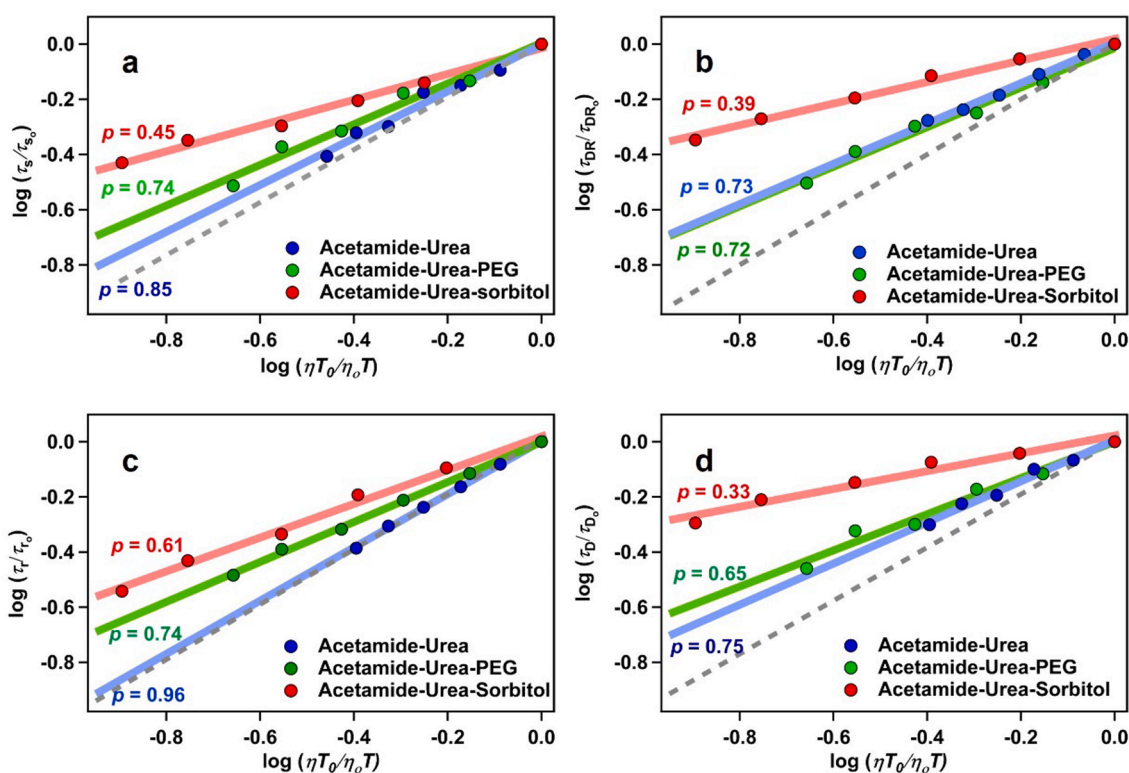 a
0.0
-0.2
-0.4
-0.6
-0.8
log (τs/τso)
p = 0.45
p = 0.74
p = 0.85
Acetamide-Urea
Acetamide-Urea-PEG
Acetamide-Urea-sorbitol
-0.8 -0.6 -0.4 -0.2 0.0
log (ηT0/ηoT)
b
0.0
-0.2
-0.4
-0.6
-0.8
log (τDR/τDRo)
p = 0.39
p = 0.73
p = 0.72
Acetamide-Urea
Acetamide-Urea-PEG
Acetamide-Urea-Sorbitol
-0.8 -0.6 -0.4 -0.2 0.0
log (ηT0/ηoT)
c
0.0
-0.2
-0.4
-0.6
-0.8
log (τr/τro)
p = 0.61
p = 0.74
p = 0.96
Acetamide-Urea
Acetamide-Urea-PEG
Acetamide-Urea-Sorbitol
-0.8 -0.6 -0.4 -0.2 0.0
log (ηT0/ηoT)
d
0.0
-0.2
-0.4
-0.6
-0.8
log (τD/τDo)
p = 0.33
p = 0.65
p = 0.75
Acetamide-Urea
Acetamide-Urea-PEG
Acetamide-Urea-Sorbitol
-0.8 -0.6 -0.4 -0.2 0.0
log (ηT0/ηoT)